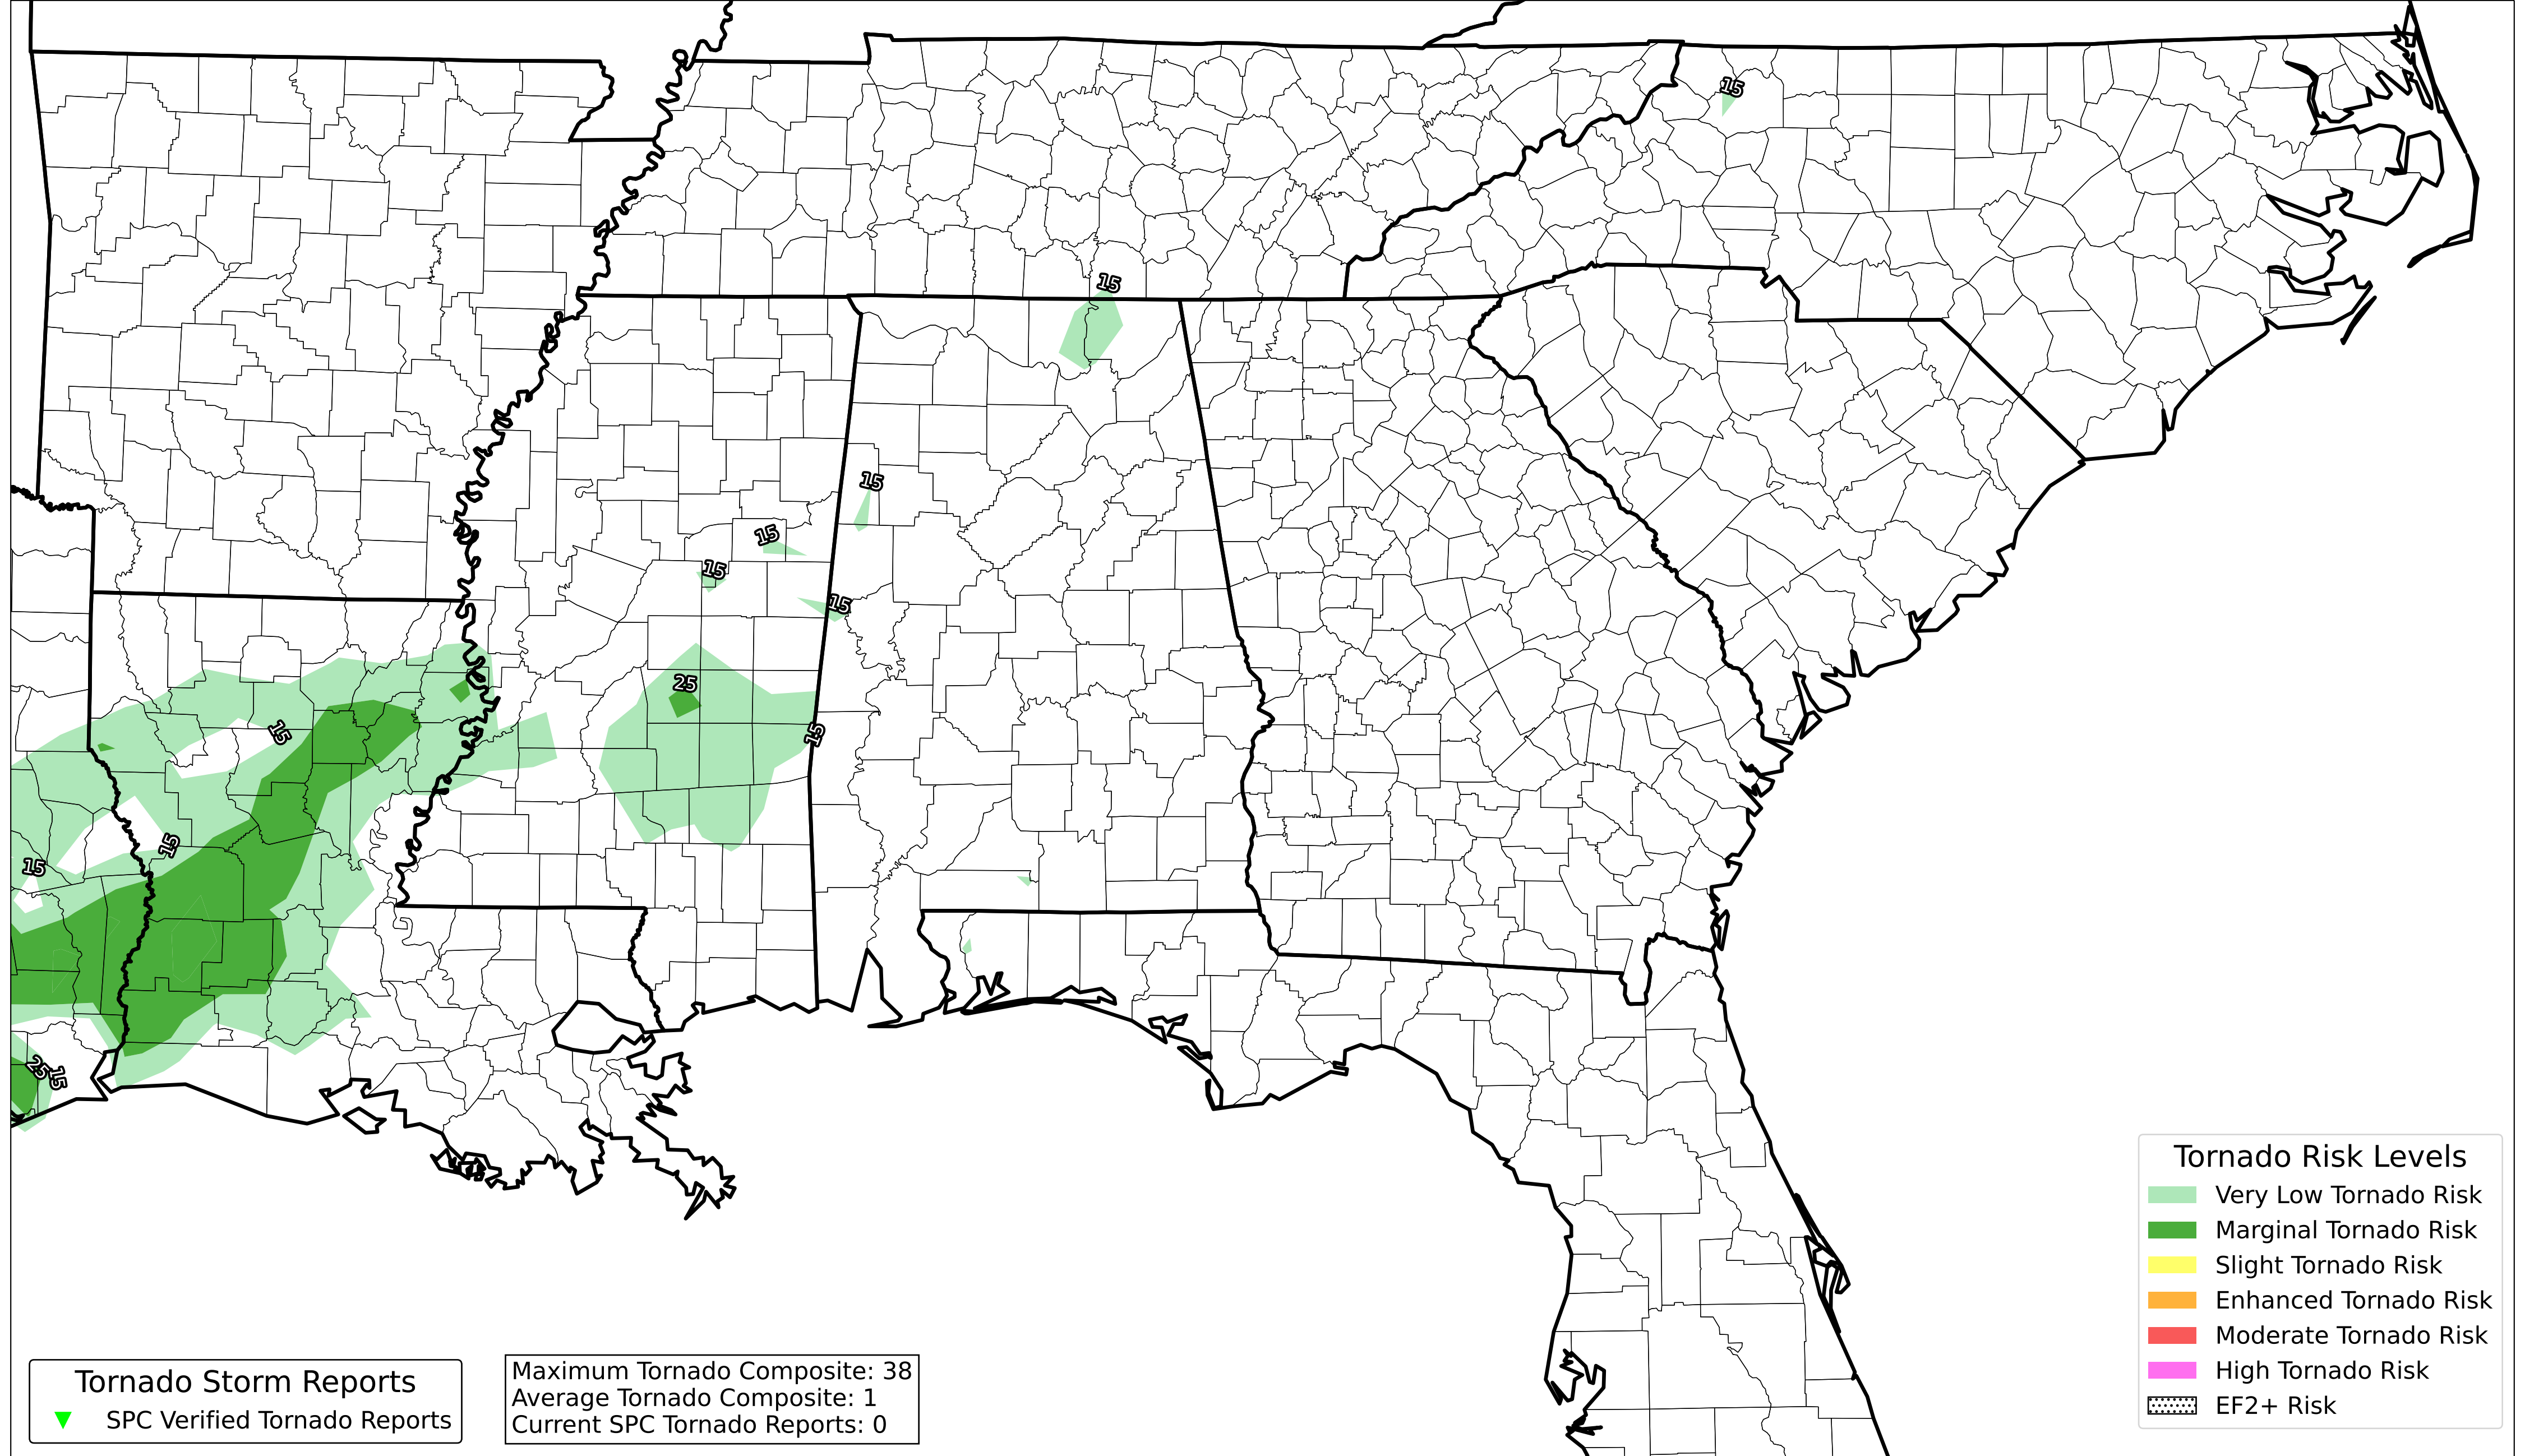 15
15
15
15
15
15
25
15
15
15
15
25
15
Tornado Risk Levels
Very Low Tornado Risk
Marginal Tornado Risk
Slight Tornado Risk
Enhanced Tornado Risk
Moderate Tornado Risk
High Tornado Risk
EF2+ Risk
Tornado Storm Reports
SPC Verified Tornado Reports
Maximum Tornado Composite: 38
Average Tornado Composite: 1
Current SPC Tornado Reports: 0